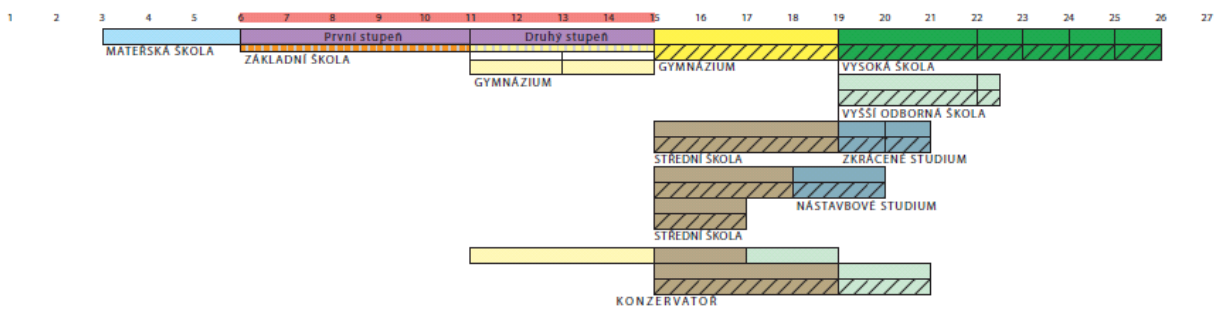 1 2 3 4 5 6 7 8 9 10 11 12 13 14 15 16 17 18 19 20 21 22 23 24 25 26 27
První stupeň Druhý stupeň
MATEŘSKÁ ŠKOLA ZÁKLADNÍ ŠKOLA GYMNÁZIUM VYSOKÁ ŠKOLA
GYMNÁZIUM
VYŠŠÍ ODBORNÁ ŠKOLA
STŘEDNÍ ŠKOLA ZKRÁCENÉ STUDIUM
NÁSTAVBOVÉ STUDIUM
STŘEDNÍ ŠKOLA
KONZERVATOŘ